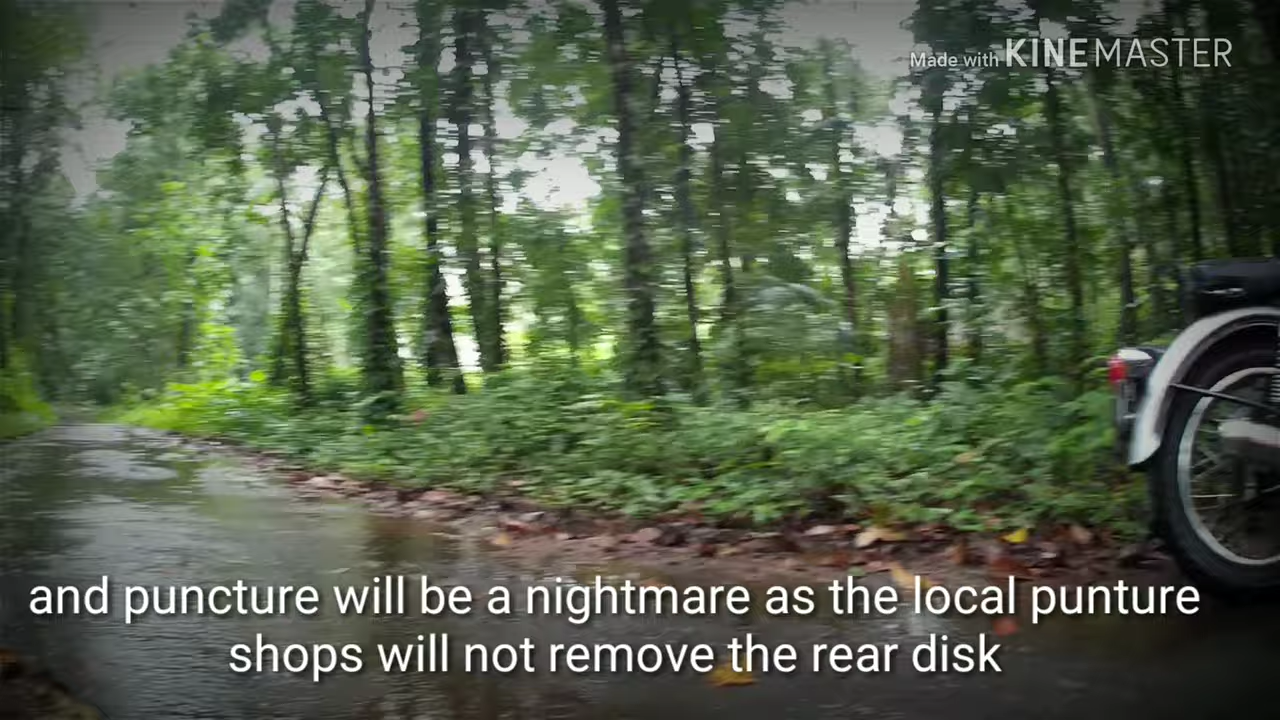 Made with KINEMASTER
and puncture will be a nightmare as the local punture
shops will not remove the rear disk